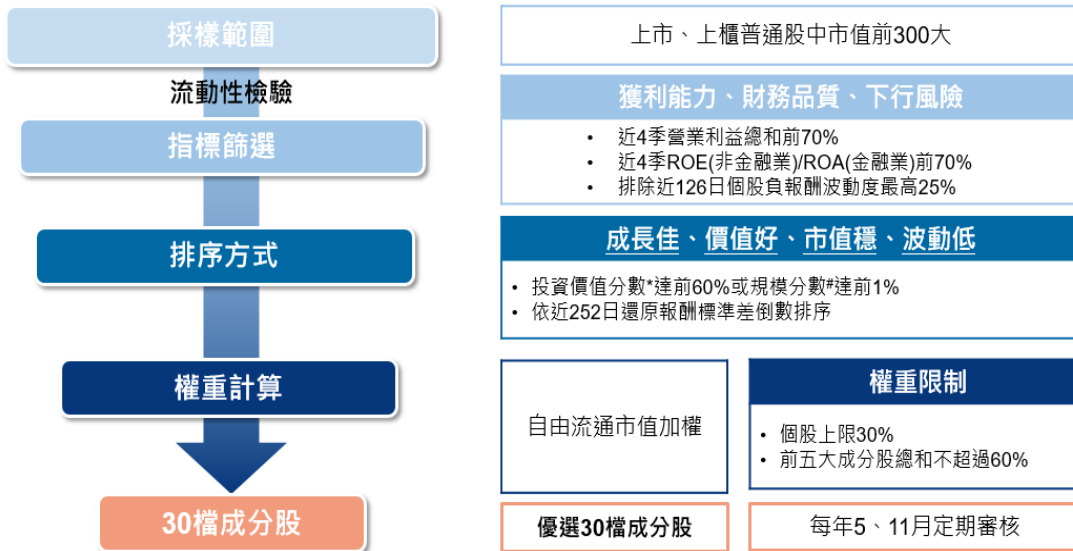 採樣範圍
上市、上櫃普通股中市值前300大
流動性檢驗
指標篩選
獲利能力、財務品質、下行風險
• 近4季營業利益總和前70%
• 近4季ROE(非金融業)/ROA(金融業)前70%
• 排除近126日個股負報酬波動度最高25%
排序方式
成長佳、價值好、市值穩、波動低
• 投資價值分數*達前60%或規模分數#達前1%
• 依近252日還原報酬標準差倒數排序
權重計算
自由流通市值加權
權重限制
• 個股上限30%
• 前五大成分股總和不超過60%
30檔成分股
優選30檔成分股
每年5、11月定期審核